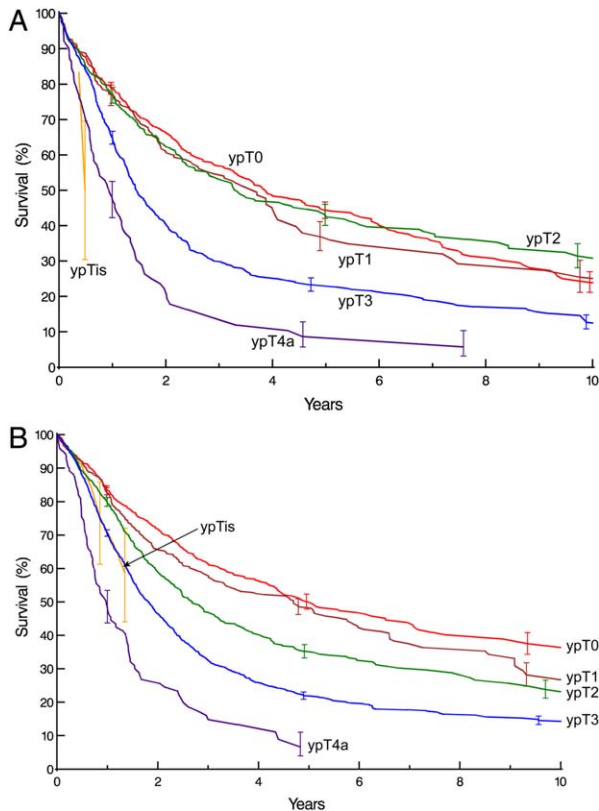 A
100
90
80
70
60
50
40
30
20
10
0
Survival (%)
ypT0
ypT2
ypT1
ypTis
ypT3
ypT4a
0 2 4 6 8 10
Years
B
100
90
80
70
60
50
40
30
20
10
0
Survival (%)
ypTis
ypT0
ypT1
ypT2
ypT3
ypT4a
0 2 4 6 8 10
Years